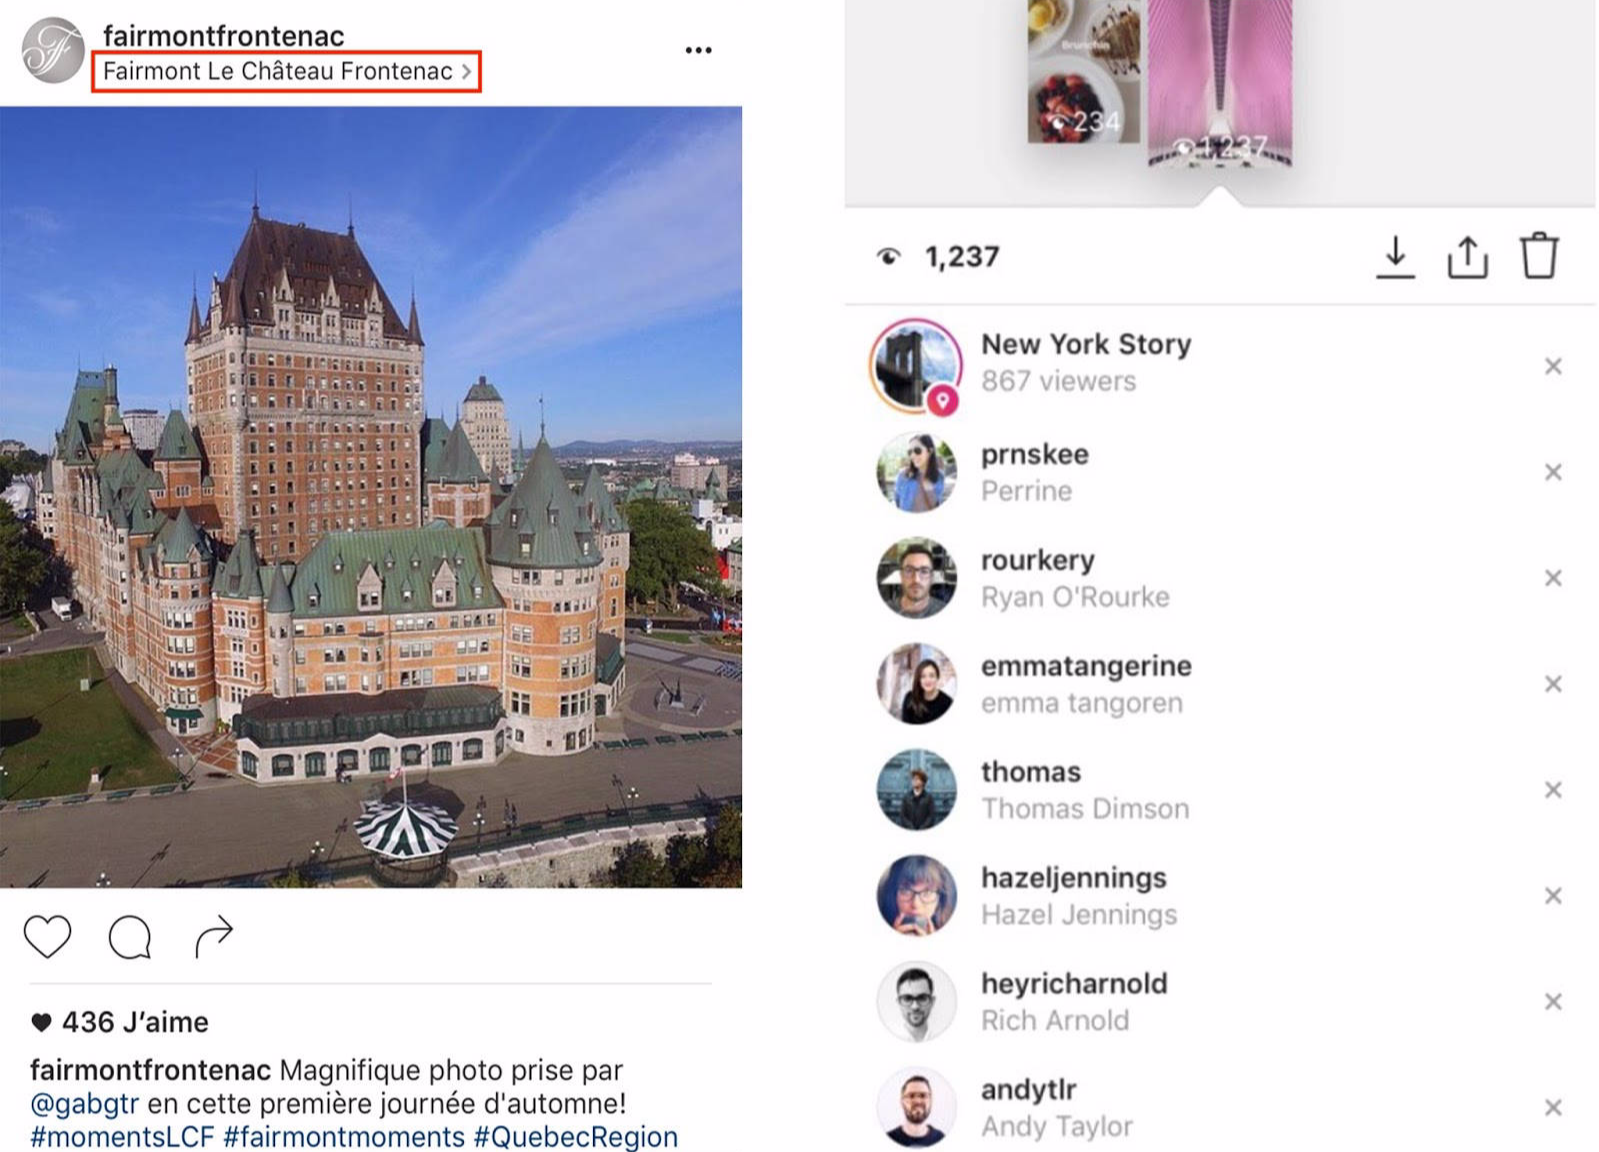 fairmontfrontenac
Fairmont Le Château Frontenac >
436 J’aime
fairmontfrontenac Magnifique photo prise par
@gabgtr en cette première journée d'automne!
#momentsLCF #fairmontmoments #QuebecRegion
Brunchin
234
1,237
1,237
New York Story
867 viewers
prnskee
Perrine
rourkery
Ryan O'Rourke
emmatangerine
emma tangoren
thomas
Thomas Dimson
hazeljennings
Hazel Jennings
heyricharnold
Rich Arnold
andytlr
Andy Taylor